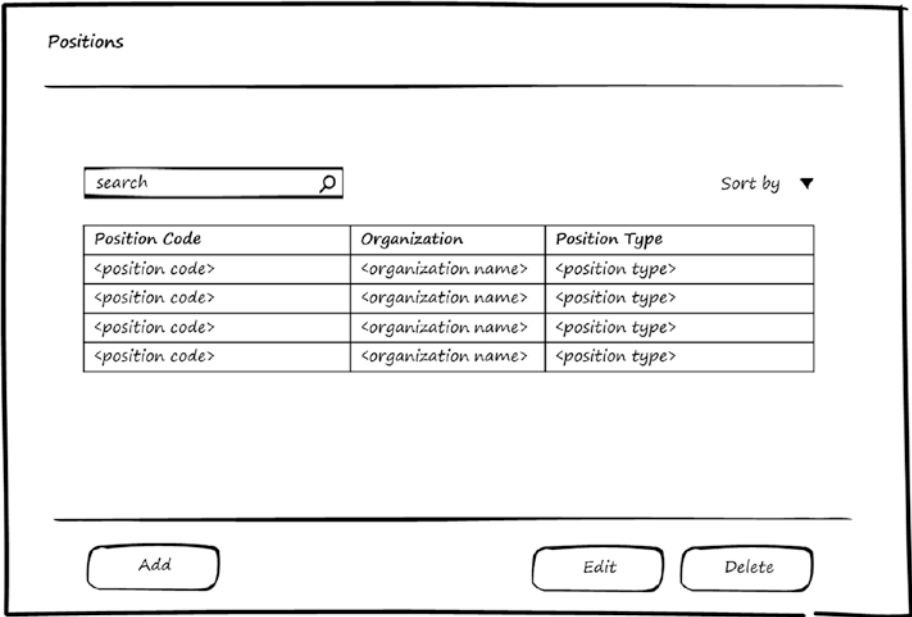 Positions
search
Sort by
Position Code Organization Position Type
<position code> <organization name> <position type>
<position code> <organization name> <position type>
<position code> <organization name> <position type>
<position code> <organization name> <position type>
Add Edit Delete